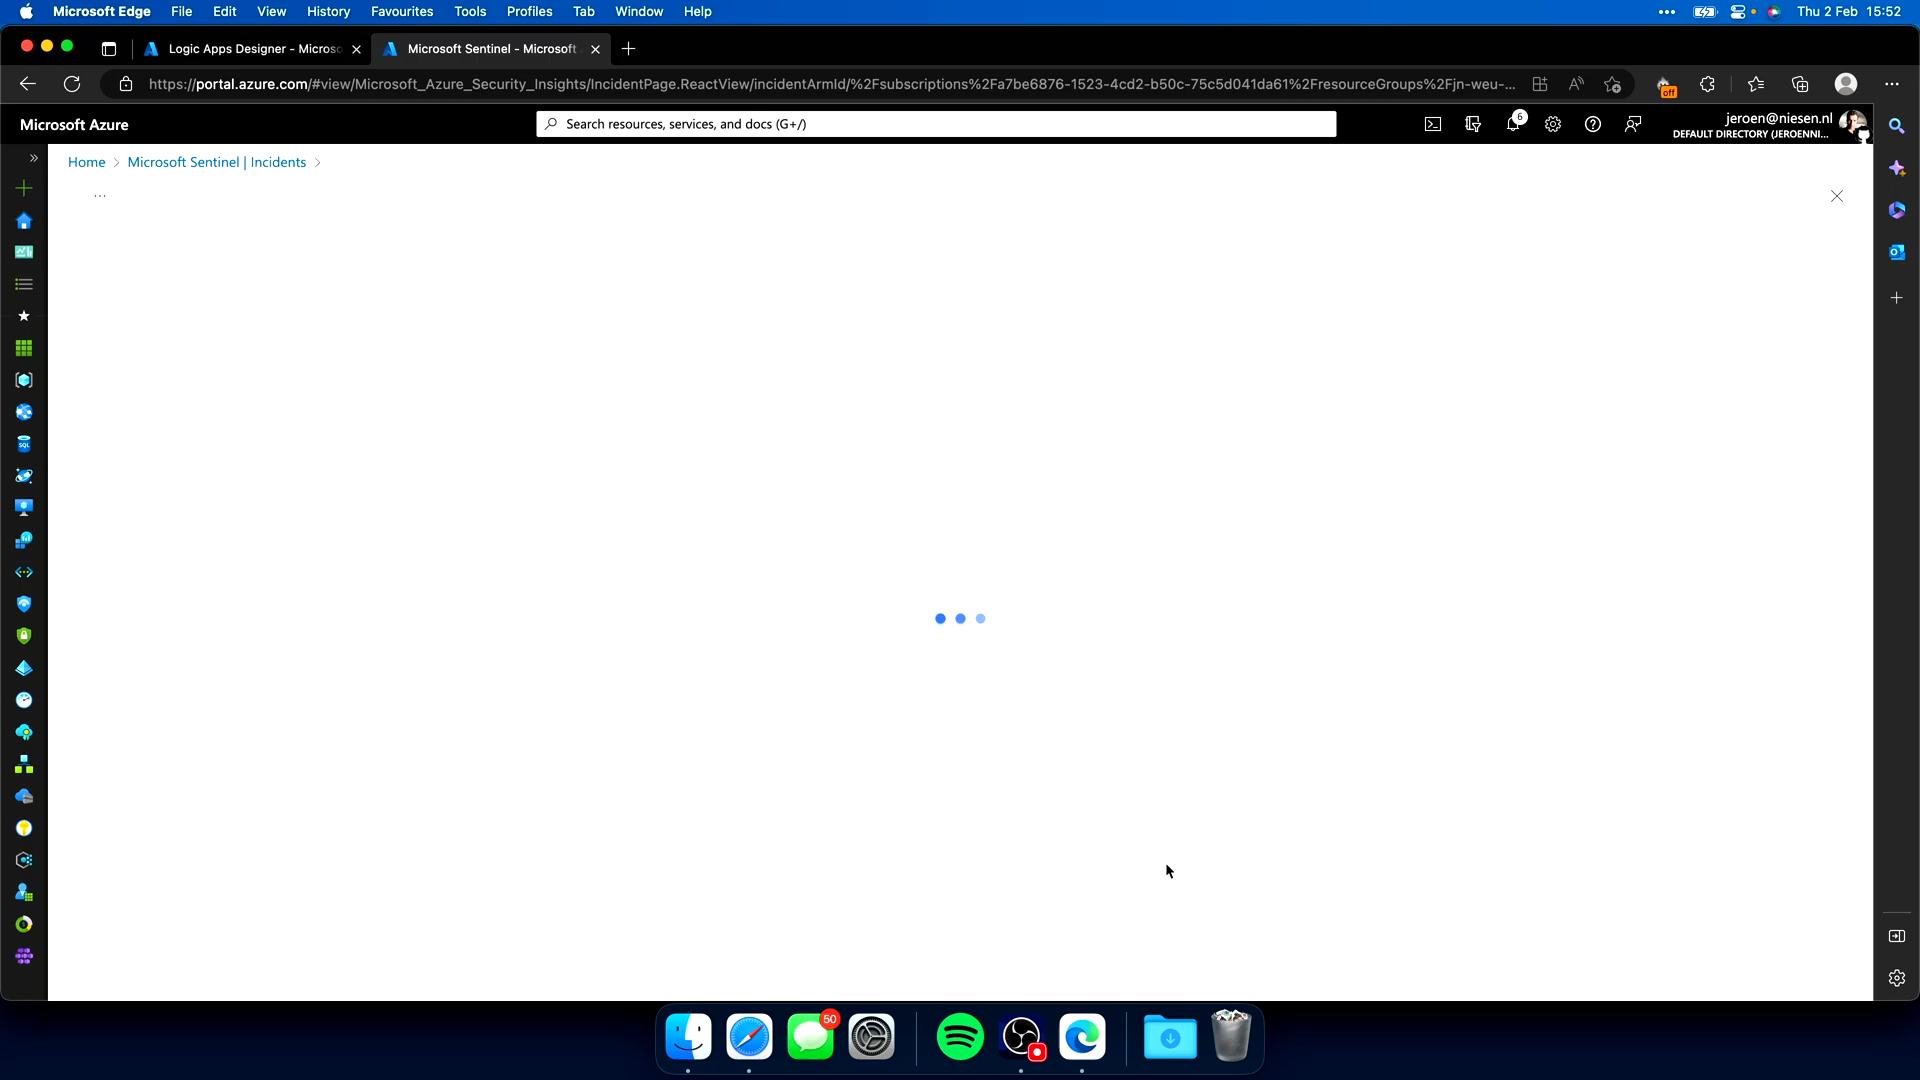 Microsoft Edge File Edit View History Favourites Tools Profiles Tab Window Help Thu 2 Feb 15:52
Logic Apps Designer - Microso
Microsoft Sentinel - Microsoft
https://portal.azure.com/#view/Microsoft_Azure_Security_Insights/IncidentPage.ReactView/incidentArmId/%2Fsubscriptions%2Fa7be6876-1523-4cd2-b50c-75c5d041da61%2FresourceGroups%2Fjn-weu-...
off
Microsoft Azure
Search resources, services, and docs (G+/)
6
jeroen@niesen.nl
DEFAULT DIRECTORY (JEROENNI...
Home > Microsoft Sentinel | Incidents >
...
SQL
50